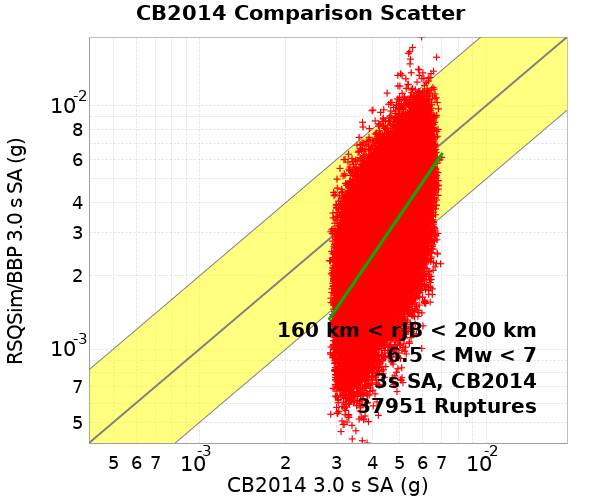 CB2014 Comparison Scatter
RSQSim/BBP 3.0 s SA (g)
10-2
8
6
4
3
2
10-3
7
5
160 km < rJB < 200 km
6.5 < Mw < 7
3s SA, CB2014
37951 Ruptures
5 6 7 10-3 2 3 4 5 6 7 10-2
CB2014 3.0 s SA (g)